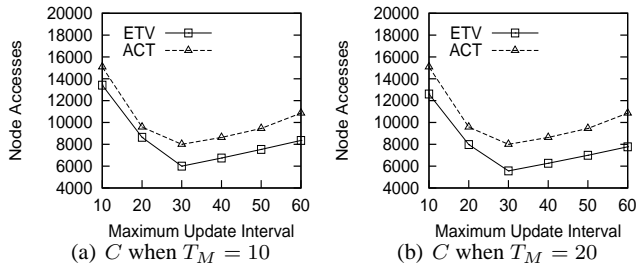 20000
18000
16000
14000
12000
10000
8000
6000
4000
Node Accesses
ETV
ACT
10 20 30 40 50 60
Maximum Update Interval
(a) C when T_M = 10
20000
18000
16000
14000
12000
10000
8000
6000
4000
Node Accesses
ETV
ACT
10 20 30 40 50 60
Maximum Update Interval
(b) C when T_M = 20